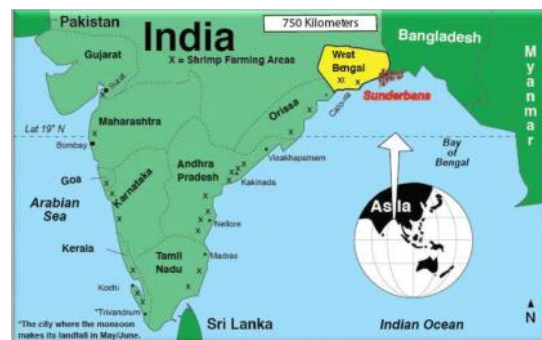 Pakistan
India
750 Kilometers
X = Shrimp Farming Areas
Gujarat
Surat
West
Bengal
Bangladesh
Myanmar
Sunderbans
Calcutta
Orissa
Maharashtra
Lat 19° N
Bombay
Visakhapatnam
Bay
of
Bengal
Andhra
Pradesh
Kakinada
Goa
Karnataka
Arabian
Sea
Nellore
Asia
Kerala
Tamil
Nadu
Madras
Kochi
*Trivandrum
*The city where the monsoon
makes its landfall in May/June.
Sri Lanka
Indian Ocean
N